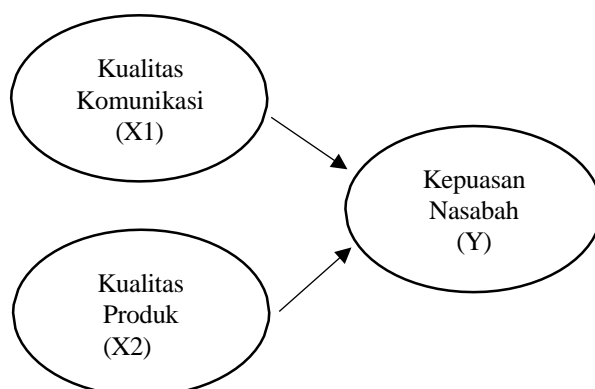 Kualitas
Komunikasi
(X1)
Kepuasan
Nasabah
(Y)
Kualitas
Produk
(X2)